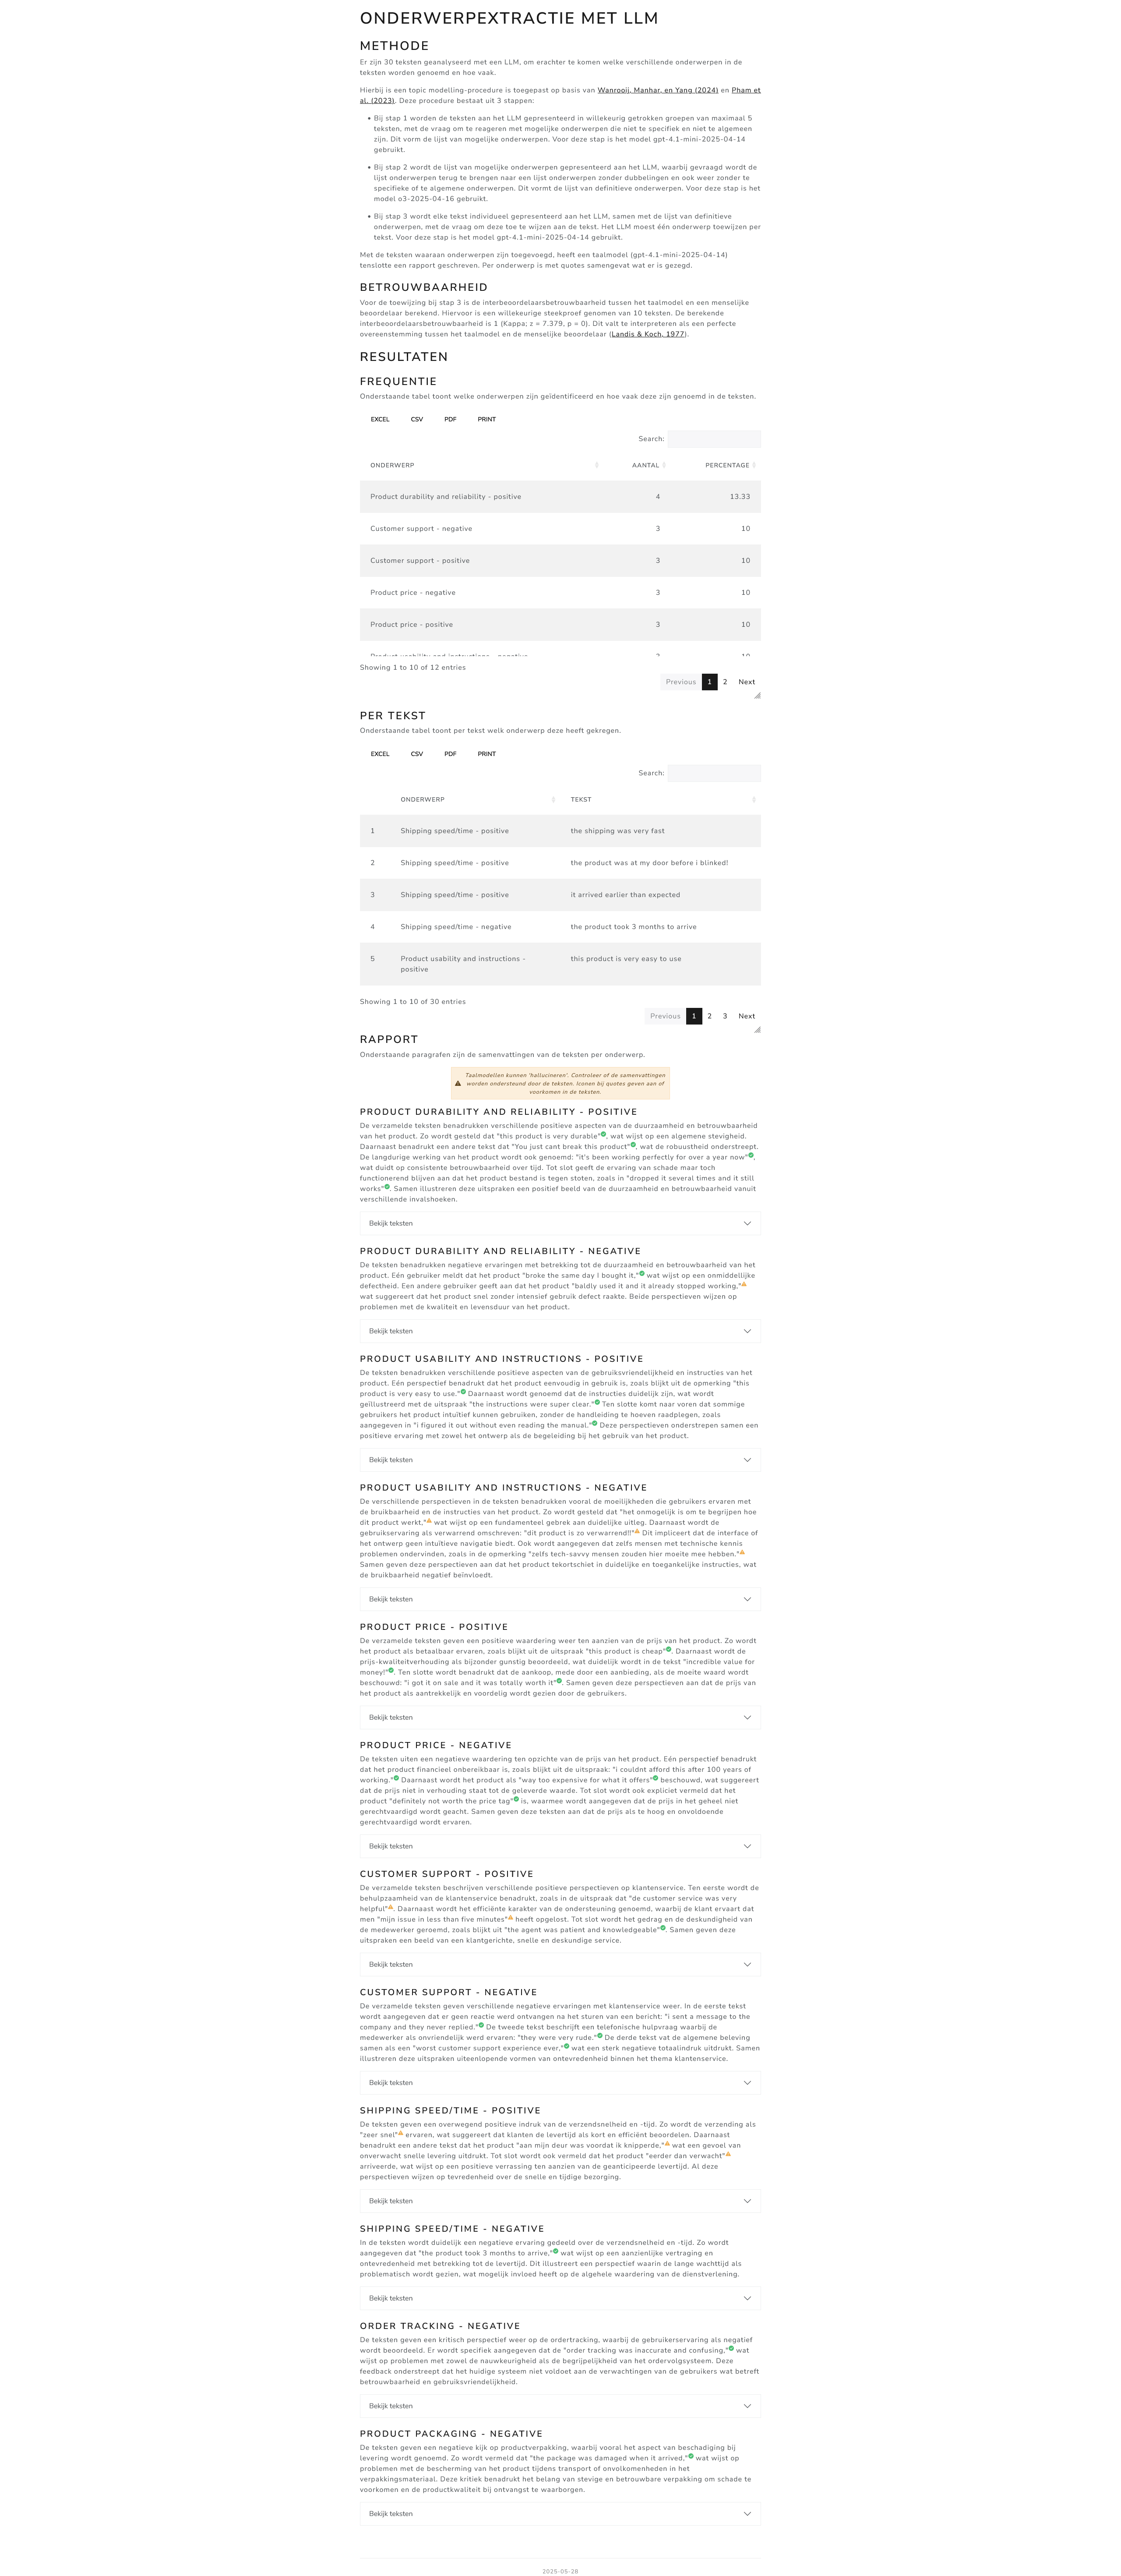 ONDERWERPEXTRACTIE MET LLM
METHODE
Er zijn 30 teksten geanalyseerd met een LLM, om erachter te komen welke verschillende onderwerpen in de
teksten worden genoemd en hoe vaak.
Hierbij is een topic modelling-procedure is toegepast op basis van Wanrooij, Manhar, en Yang (2024) en Pham et
al. (2023). Deze procedure bestaat uit 3 stappen:
• Bij stap 1 worden de teksten aan het LLM gepresenteerd in willekeurig getrokken groepen van maximaal 5
teksten, met de vraag om te reageren met mogelijke onderwerpen die niet te specifiek en niet te algemeen
zijn. Dit vorm de lijst van mogelijke onderwerpen. Voor deze stap is het model gpt-4.1-mini-2025-04-14
gebruikt.
• Bij stap 2 wordt de lijst van mogelijke onderwerpen gepresenteerd aan het LLM, waarbij gevraagd wordt de
lijst onderwerpen terug te brengen naar een lijst onderwerpen zonder dubbelingen en ook weer zonder te
specifieke of te algemene onderwerpen. Dit vormt de lijst van definitieve onderwerpen. Voor deze stap is het
model o3-2025-04-16 gebruikt.
• Bij stap 3 wordt elke tekst individueel gepresenteerd aan het LLM, samen met de lijst van definitieve
onderwerpen, met de vraag om deze toe te wijzen aan de tekst. Het LLM moest één onderwerp toewijzen per
tekst. Voor deze stap is het model gpt-4.1-mini-2025-04-14 gebruikt.
Met de teksten waaraan onderwerpen zijn toegevoegd, heeft een taalmodel (gpt-4.1-mini-2025-04-14)
tenslotte een rapport geschreven. Per onderwerp is met quotes samengevat wat er is gezegd.
BETROUWBAARHEID
Voor de toewijzing bij stap 3 is de interbeoordelaarsbetrouwbaarheid tussen het taalmodel en een menselijke
beoordelaar berekend. Hiervoor is een willekeurige steekproef genomen van 10 teksten. De berekende
interbeoordelaarsbetrouwbaarheid is 1 (Kappa; z = 7.379, p = 0). Dit valt te interpreteren als een perfecte
overeenstemming tussen het taalmodel en de menselijke beoordelaar (Landis & Koch, 1977).
RESULTATEN
FREQUENTIE
Onderstaande tabel toont welke onderwerpen zijn geïdentificeerd en hoe vaak deze zijn genoemd in de teksten.
EXCEL CSV PDF PRINT
Search:
ONDERWERP AANTAL PERCENTAGE
Product durability and reliability - positive 4 13.33
Customer support - negative 3 10
Customer support - positive 3 10
Product price - negative 3 10
Product price - positive 3 10
Product usability and instructions - negative 3 10
Showing 1 to 10 of 12 entries
Previous 1 2 Next
PER TEKST
Onderstaande tabel toont per tekst welk onderwerp deze heeft gekregen.
EXCEL CSV PDF PRINT
Search:
ONDERWERP TEKST
1 Shipping speed/time - positive the shipping was very fast
2 Shipping speed/time - positive the product was at my door before i blinked!
3 Shipping speed/time - positive it arrived earlier than expected
4 Shipping speed/time - negative the product took 3 months to arrive
5 Product usability and instructions - this product is very easy to use
positive
Showing 1 to 10 of 30 entries
Previous 1 2 3 Next
RAPPORT
Onderstaande paragrafen zijn de samenvattingen van de teksten per onderwerp.
Taalmodellen kunnen 'hallucineren'. Controleer of de samenvattingen
worden ondersteund door de teksten. Iconen bij quotes geven aan of
voorkomen in de teksten.
PRODUCT DURABILITY AND RELIABILITY - POSITIVE
De verzamelde teksten benadrukken verschillende positieve aspecten van de duurzaamheid en betrouwbaarheid
van het product. Zo wordt gesteld dat "this product is very durable", wat wijst op een algemene stevigheid.
Daarnaast benadrukt een andere tekst dat "You just cant break this product", wat de robuustheid onderstreept.
De langdurige werking van het product wordt ook genoemd: "it's been working perfectly for over a year now",
wat duidt op consistente betrouwbaarheid over tijd. Tot slot geeft de ervaring van schade maar toch
functionerend blijven aan dat het product bestand is tegen stoten, zoals in "dropped it several times and it still
works". Samen illustreren deze uitspraken een positief beeld van de duurzaamheid en betrouwbaarheid vanuit
verschillende invalshoeken.
Bekijk teksten
PRODUCT DURABILITY AND RELIABILITY - NEGATIVE
De teksten benadrukken negatieve ervaringen met betrekking tot de duurzaamheid en betrouwbaarheid van het
product. Eén gebruiker meldt dat het product "broke the same day I bought it," wat wijst op een onmiddellijke
defectheid. Een andere gebruiker geeft aan dat het product "baldly used it and it already stopped working,"
wat suggereert dat het product snel zonder intensief gebruik defect raakte. Beide perspectieven wijzen op
problemen met de kwaliteit en levensduur van het product.
Bekijk teksten
PRODUCT USABILITY AND INSTRUCTIONS - POSITIVE
De teksten benadrukken verschillende positieve aspecten van de gebruiksvriendelijkheid en instructies van het
product. Eén perspectief benadrukt dat het product eenvoudig in gebruik is, zoals blijkt uit de opmerking "this
product is very easy to use." Daarnaast wordt genoemd dat de instructies duidelijk zijn, wat wordt
geïllustreerd met de uitspraak "the instructions were super clear." Ten slotte komt naar voren dat sommige
gebruikers het product intuïtief kunnen gebruiken, zonder de handleiding te hoeven raadplegen, zoals
aangegeven in "i figurd it out without even reading the manual." Deze perspectieven onderstrepen samen een
positieve ervaring met zowel het ontwerp als de begeleiding bij het gebruik van het product.
Bekijk teksten
PRODUCT USABILITY AND INSTRUCTIONS - NEGATIVE
De verschillende perspectieven in de teksten benadrukken vooral de moeilijkheden die gebruikers ervaren met
de bruikbaarheid en de instructies van het product. Zo wordt gesteld dat "het onmogelijk is om te begrijpen hoe
dit product werkt," wat wijst op een fundamenteel gebrek aan duidelijke uitleg. Daarnaast wordt de
gebruikservaring als verwarrend omschreven: "dit product is zo verwarrend!!" Dit impliceert dat de interface of
het ontwerp geen intuïtieve navigatie biedt. Ook wordt aangegeven dat zelfs mensen met technische kennis
problemen ondervinden, zoals in de opmerking "zelfs tech-savvy mensen zouden hier moeite mee hebben."
Samen geven deze perspectieven aan dat het product tekortschiet in duidelijke en toegankelijke instructies, wat
de bruikbaarheid negatief beïnvloedt.
Bekijk teksten
PRODUCT PRICE - POSITIVE
De verzamelde teksten geven een positieve waardering weer ten aanzien van de prijs van het product. Zo wordt
het product als betaalbaar ervaren, zoals blijkt uit de uitspraak "this product is cheap". Daarnaast wordt de
prijs-kwaliteitverhouding als bijzonder gunstig beoordeeld, wat duidelijk wordt in de tekst "incredible value for
money!". Ten slotte wordt benadrukt dat de aankoop, mede door een aanbieding, als de moeite waard wordt
beschouwd: "i got it on sale and it was totally worth it". Samen geven deze perspectieven aan dat de prijs van
het product als aantrekkelijk en voordelig wordt gezien door de gebruikers.
Bekijk teksten
PRODUCT PRICE - NEGATIVE
De teksten uiten een negatieve waardering ten opzichte van de prijs van het product. Eén perspectief benadrukt
dat het product financieel onbereikbaar is, zoals blijkt uit de uitspraak: "i couldnt afford this after 100 years of
working." Daarnaast wordt het product als "way too expensive for what it offers" beschouwd, wat suggereert
dat de prijs niet in verhouding staat tot de geleverde waarde. Tot slot wordt ook expliciet vermeld dat het
product "definitely not worth the price tag" is, waarmee wordt aangegeven dat de prijs in het geheel niet
gerechtvaardigd wordt geacht. Samen geven deze teksten aan dat de prijs als te hoog en onvoldoende
gerechtvaardigd wordt ervaren.
Bekijk teksten
CUSTOMER SUPPORT - POSITIVE
De verzamelde teksten beschrijven verschillende positieve perspectieven op klantenservice. Ten eerste wordt de
behulpzaamheid van de klantenservice benadrukt, zoals in de uitspraak dat "de customer service was very
helpful". Daarnaast wordt het efficiënte karakter van de ondersteuning genoemd, waarbij de klant ervaart dat
men "mijn issue in less than five minutes" heeft opgelost. Tot slot wordt het gedrag en de deskundigheid van
de medewerker geroemd, zoals blijkt uit "the agent was patient and knowledgeable". Samen geven deze
uitspraken een beeld van een klantgerichte, snelle en deskundige service.
Bekijk teksten
CUSTOMER SUPPORT - NEGATIVE
De verzamelde teksten geven verschillende negatieve ervaringen met klantenservice weer. In de eerste tekst
wordt aangegeven dat er geen reactie werd ontvangen na het sturen van een bericht: "i sent a message to the
company and they never replied." De tweede tekst beschrijft een telefonische hulpvraag waarbij de
medewerker als onvriendelijk werd ervaren: "they were very rude." De derde tekst vat de algemene beleving
samen als een "worst customer support experience ever," wat een sterk negatieve totaalindruk uitdrukt. Samen
illustreren deze uitspraken uiteenlopende vormen van ontevredenheid binnen het thema klantenservice.
Bekijk teksten
SHIPPING SPEED/TIME - POSITIVE
De teksten geven een overwegend positieve indruk van de verzendsnelheid en -tijd. Zo wordt de verzending als
"zeer snel" ervaren, wat suggereert dat klanten de levertijd als kort en efficiënt beoordelen. Daarnaast
benadrukt een andere tekst dat het product "aan mijn deur was voordat ik knipperde," wat een gevoel van
onverwacht snelle levering uitdrukt. Tot slot wordt ook vermeld dat het product "eerder dan verwacht"
arriveerde, wat wijst op een positieve verrassing ten aanzien van de geanticipeerde levertijd. Al deze
perspectieven wijzen op tevredenheid over de snelle en tijdige bezorging.
Bekijk teksten
SHIPPING SPEED/TIME - NEGATIVE
In de teksten wordt duidelijk een negatieve ervaring gedeeld over de verzendsnelheid en -tijd. Zo wordt
aangegeven dat "the product took 3 months to arrive," wat wijst op een aanzienlijke vertraging en
ontevredenheid met betrekking tot de levertijd. Dit illustreert een perspectief waarin de lange wachttijd als
problematisch wordt gezien, wat mogelijk invloed heeft op de algehele waardering van de dienstverlening.
Bekijk teksten
ORDER TRACKING - NEGATIVE
De teksten geven een kritisch perspectief weer op de ordertracking, waarbij de gebruikerservaring als negatief
wordt beoordeeld. Er wordt specifiek aangegeven dat de "order tracking was inaccurate and confusing," wat
wijst op problemen met zowel de nauwkeurigheid als de begrijpelijkheid van het ordervolgsysteem. Deze
feedback onderstreept dat het huidige systeem niet voldoet aan de verwachtingen van de gebruikers wat betreft
betrouwbaarheid en gebruiksvriendelijkheid.
Bekijk teksten
PRODUCT PACKAGING - NEGATIVE
De teksten geven een negatieve kijk op productverpakking, waarbij vooral het aspect van beschadiging bij
levering wordt genoemd. Zo wordt vermeld dat "the package was damaged when it arrived," wat wijst op
problemen met de bescherming van het product tijdens transport of onvolkomenheden in het
verpakkingsmateriaal. Deze kritiek benadrukt het belang van stevige en betrouwbare verpakking om schade te
voorkomen en de productkwaliteit bij ontvangst te waarborgen.
Bekijk teksten
2025-05-28